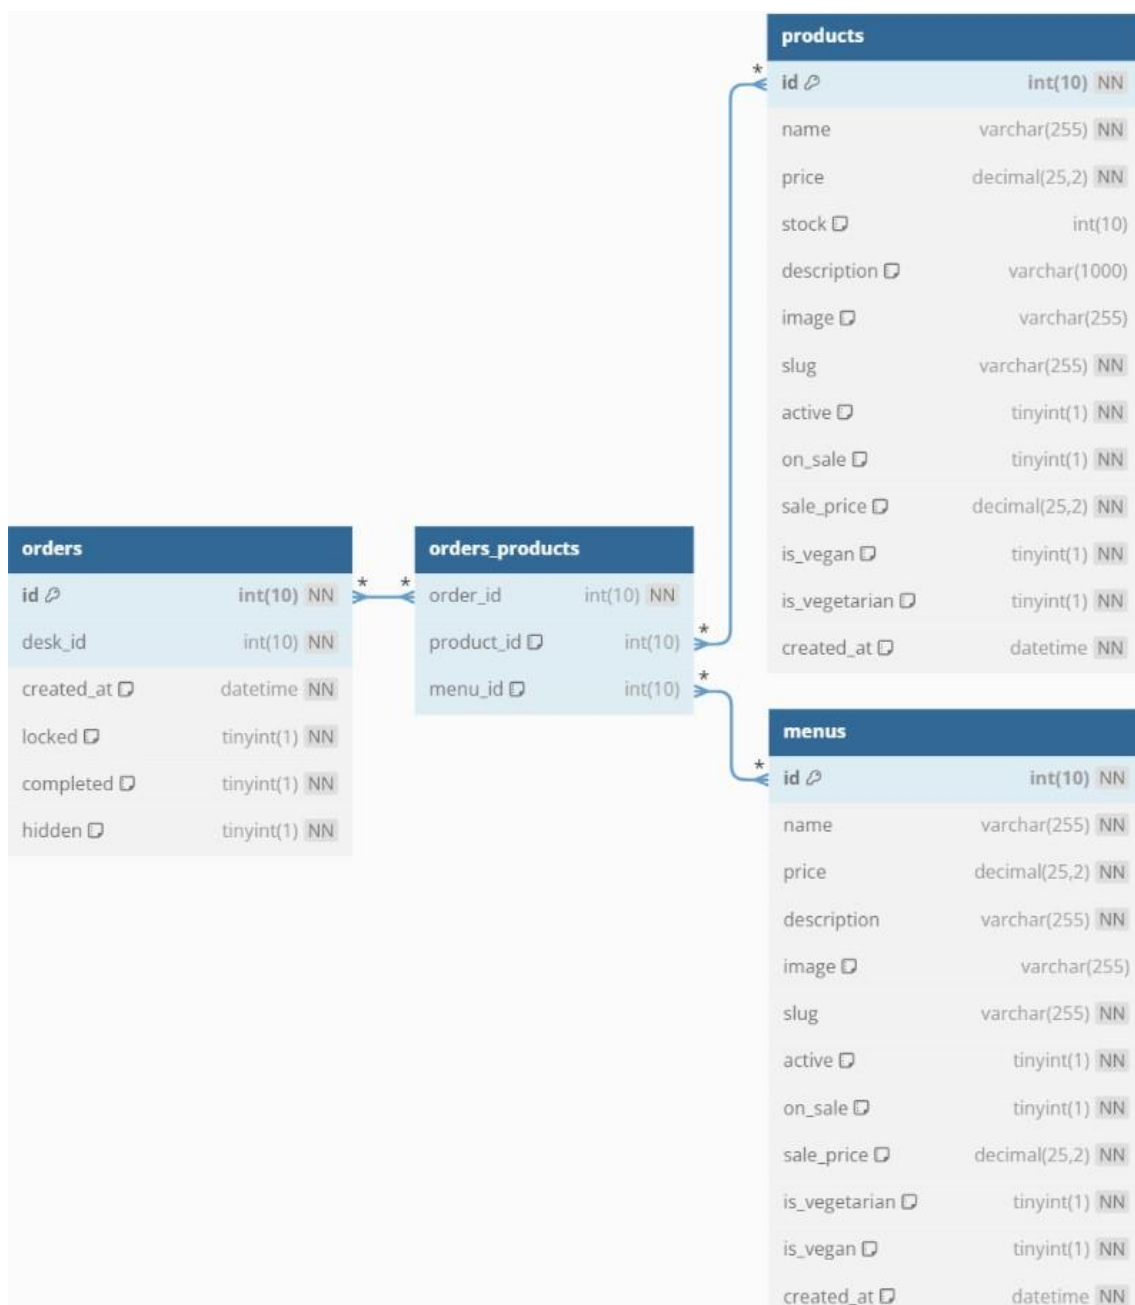 products
id int(10) NN
name varchar(255) NN
price decimal(25,2) NN
stock int(10)
description varchar(1000)
image varchar(255)
slug varchar(255) NN
active tinyint(1) NN
on_sale tinyint(1) NN
sale_price decimal(25,2) NN
is_vegan tinyint(1) NN
is_vegetarian tinyint(1) NN
created_at datetime NN
orders
id int(10) NN
desk_id int(10) NN
created_at datetime NN
locked tinyint(1) NN
completed tinyint(1) NN
hidden tinyint(1) NN
orders_products
order_id int(10) NN
product_id int(10)
menu_id int(10)
menus
id int(10) NN
name varchar(255) NN
price decimal(25,2) NN
description varchar(255) NN
image varchar(255)
slug varchar(255) NN
active tinyint(1) NN
on_sale tinyint(1) NN
sale_price decimal(25,2) NN
is_vegetarian tinyint(1) NN
is_vegan tinyint(1) NN
created_at datetime NN
*
*
*
*
*
*